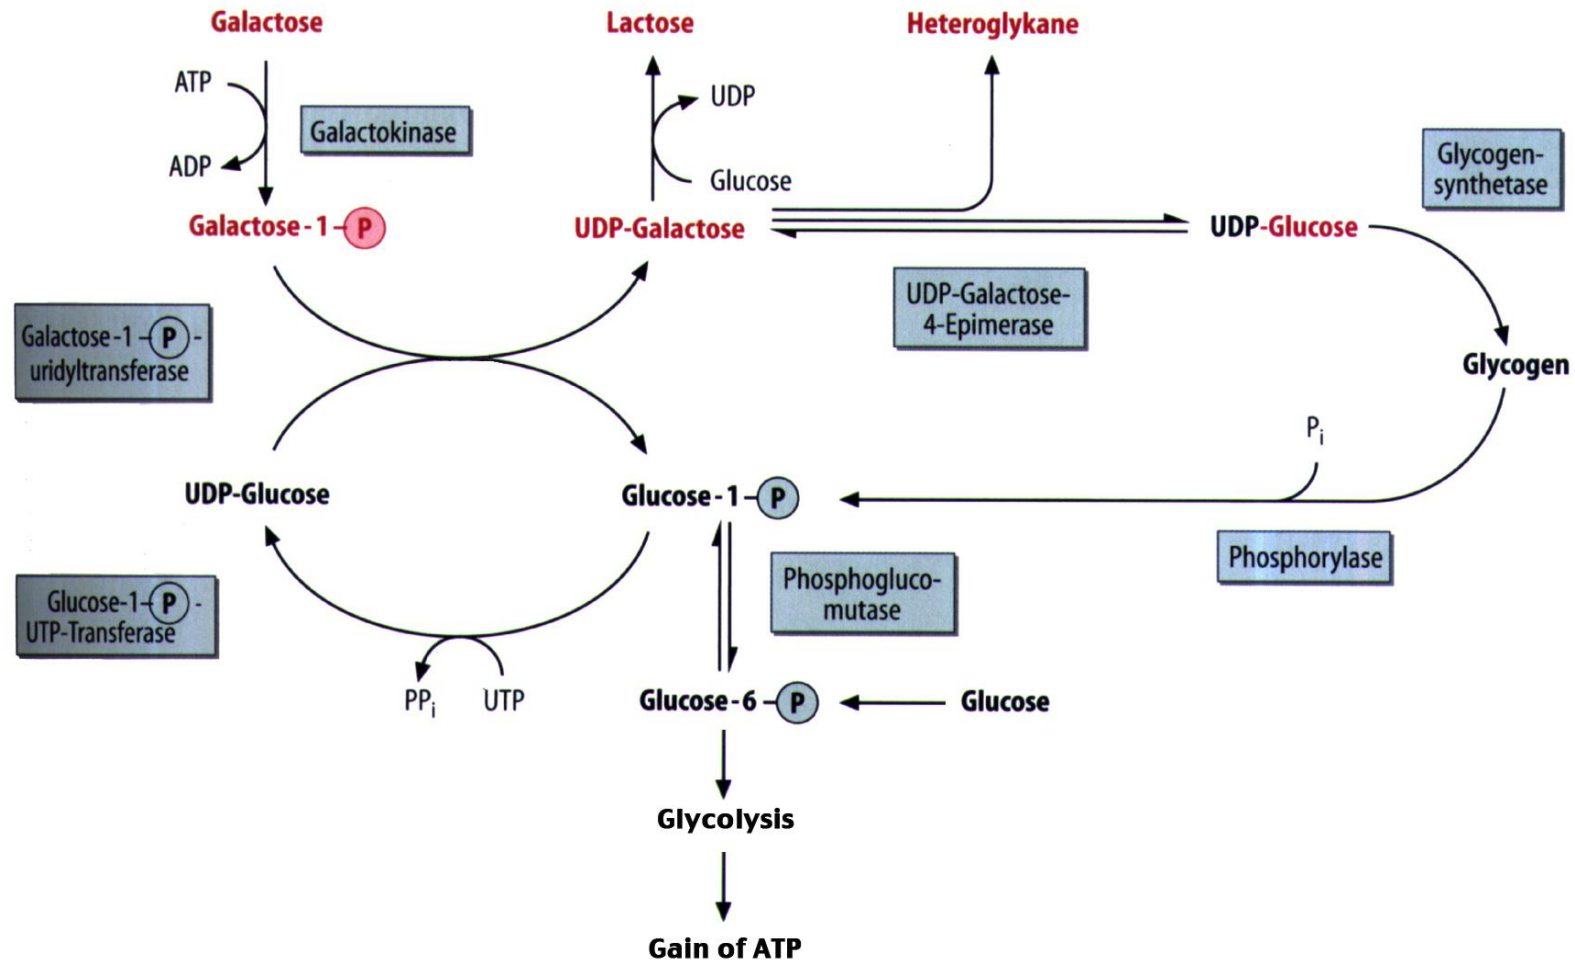 Galactose
Lactose
Heteroglykane
ATP
UDP
Galactokinase
ADP
Glucose
Glycogen-
synthetase
Galactose-1-P
UDP-Galactose
UDP-Glucose
UDP-Galactose-
4-Epimerase
Galactose-1-P-
uridyltransferase
Glycogen
Pi
UDP-Glucose
Glucose-1-P
Phosphorylase
Phosphogluco-
mutase
Glucose-1-P-
UTP-Transferase
PPi
UTP
Glucose-6-P
Glucose
Glycolysis
Gain of ATP